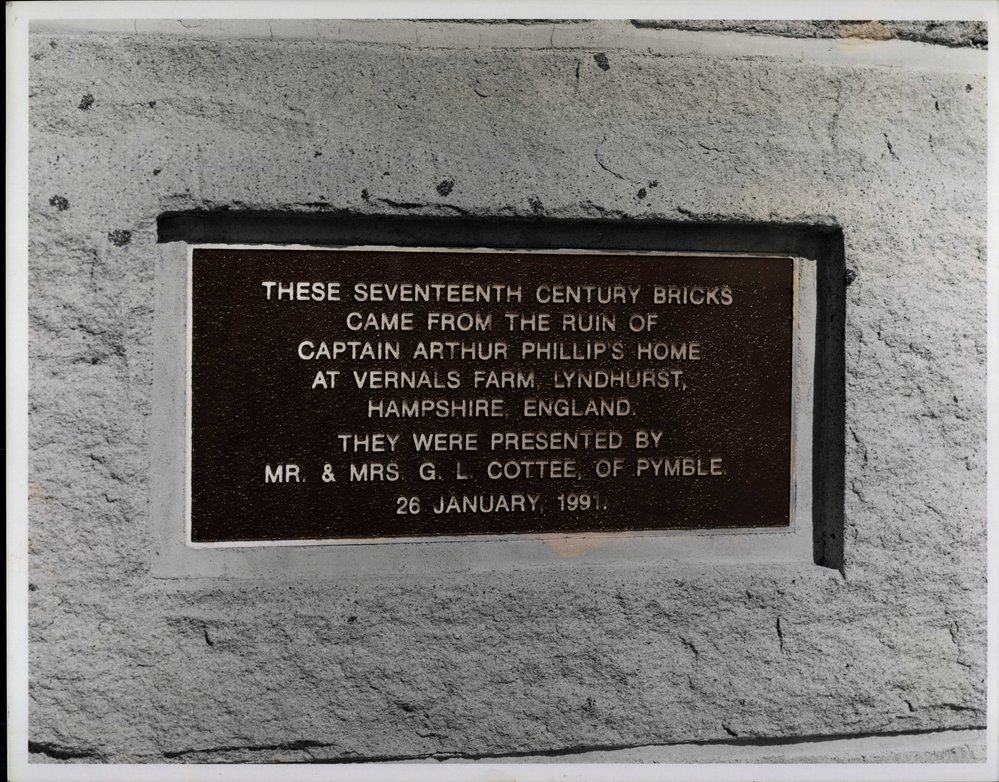 THESE SEVENTEENTH CENTURY BRICKS
CAME FROM THE RUIN OF
CAPTAIN ARTHUR PHILLIP'S HOME
AT VERNALS FARM, LYNDHURST,
HAMPSHIRE, ENGLAND.
THEY WERE PRESENTED BY
MR. & MRS. G. L. COTTEE, OF PYMBLE.
26 JANUARY, 1991.